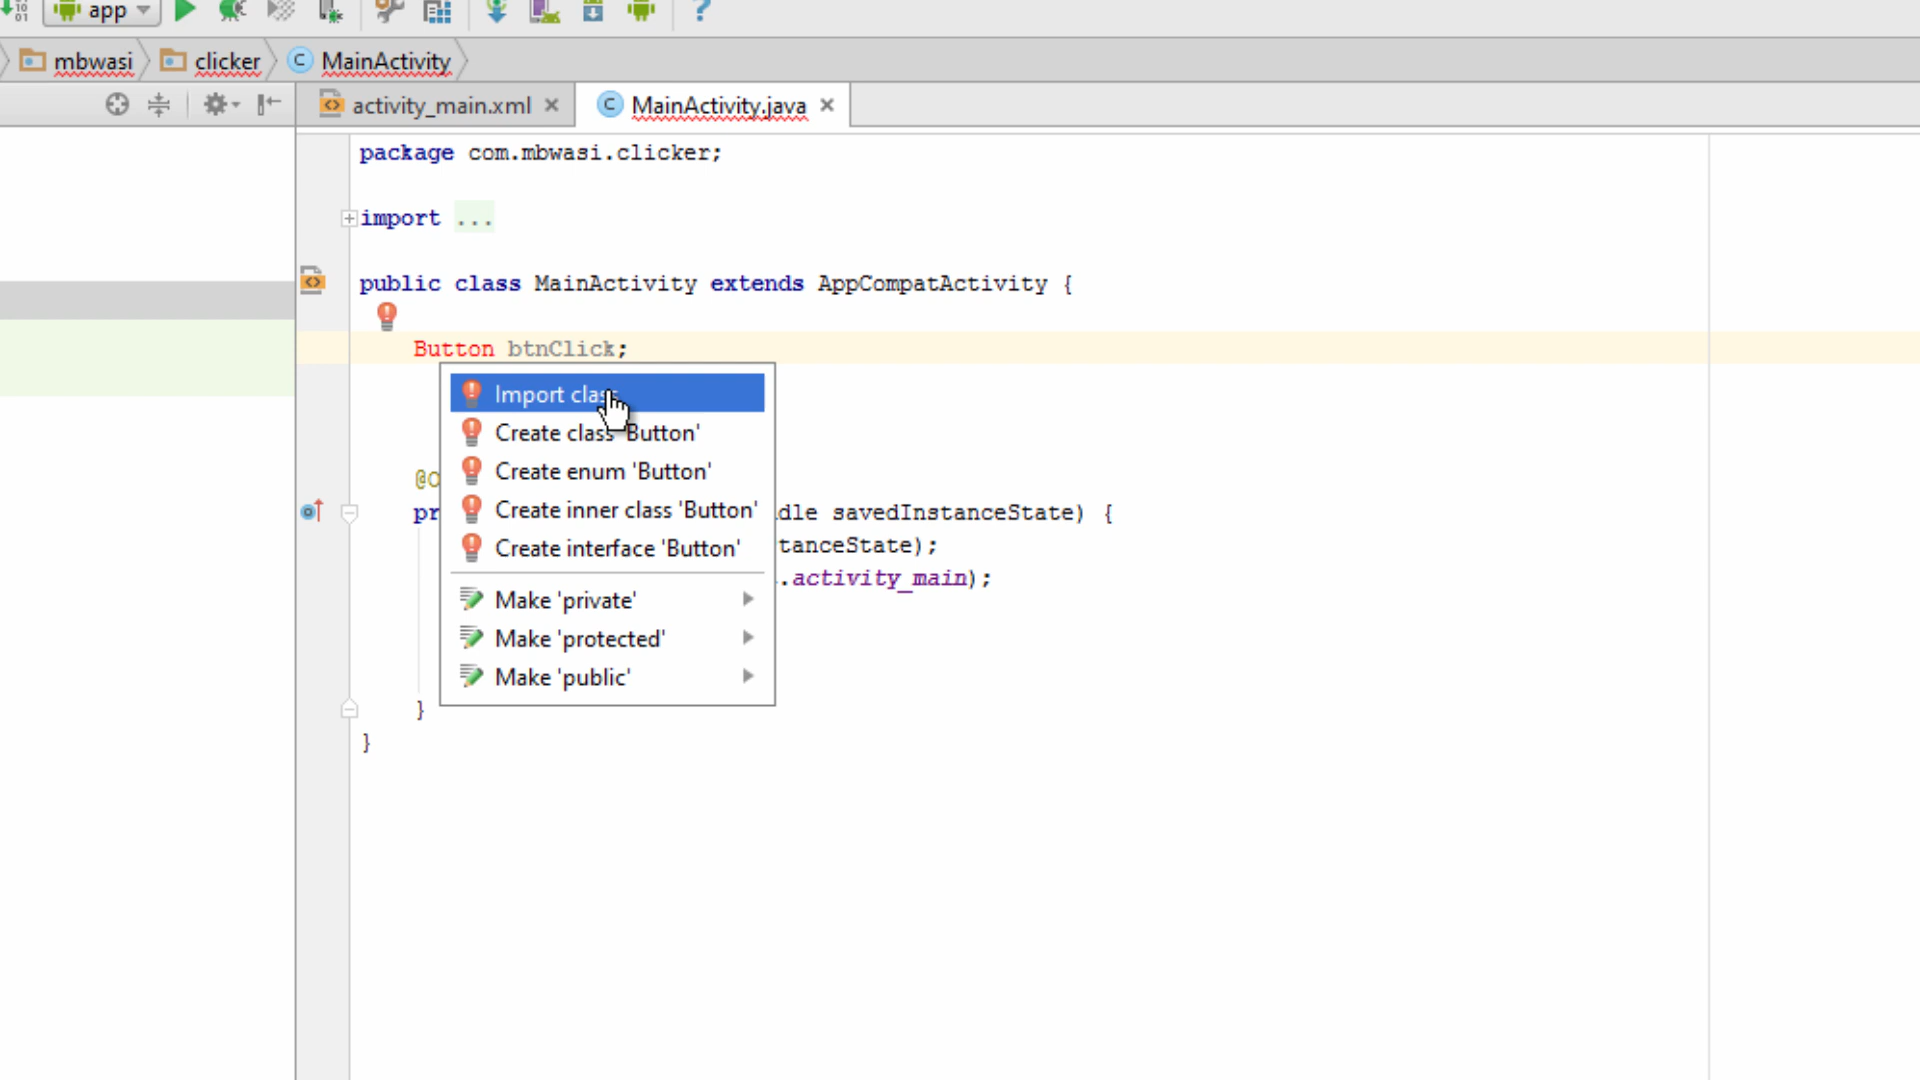 app
?
mbwasi clicker MainActivity
activity_main.xml MainActivity.java
package com.mbwasi.clicker;
import ...
public class MainActivity extends AppCompatActivity {
Button btnClick;
Import class
Create class 'Button'
Create enum 'Button'
@O
Create inner class 'Button'
pr dle savedInstanceState) {
Create interface 'Button'
tanceState);
.activity_main);
Make 'private'
Make 'protected'
Make 'public'
}
}